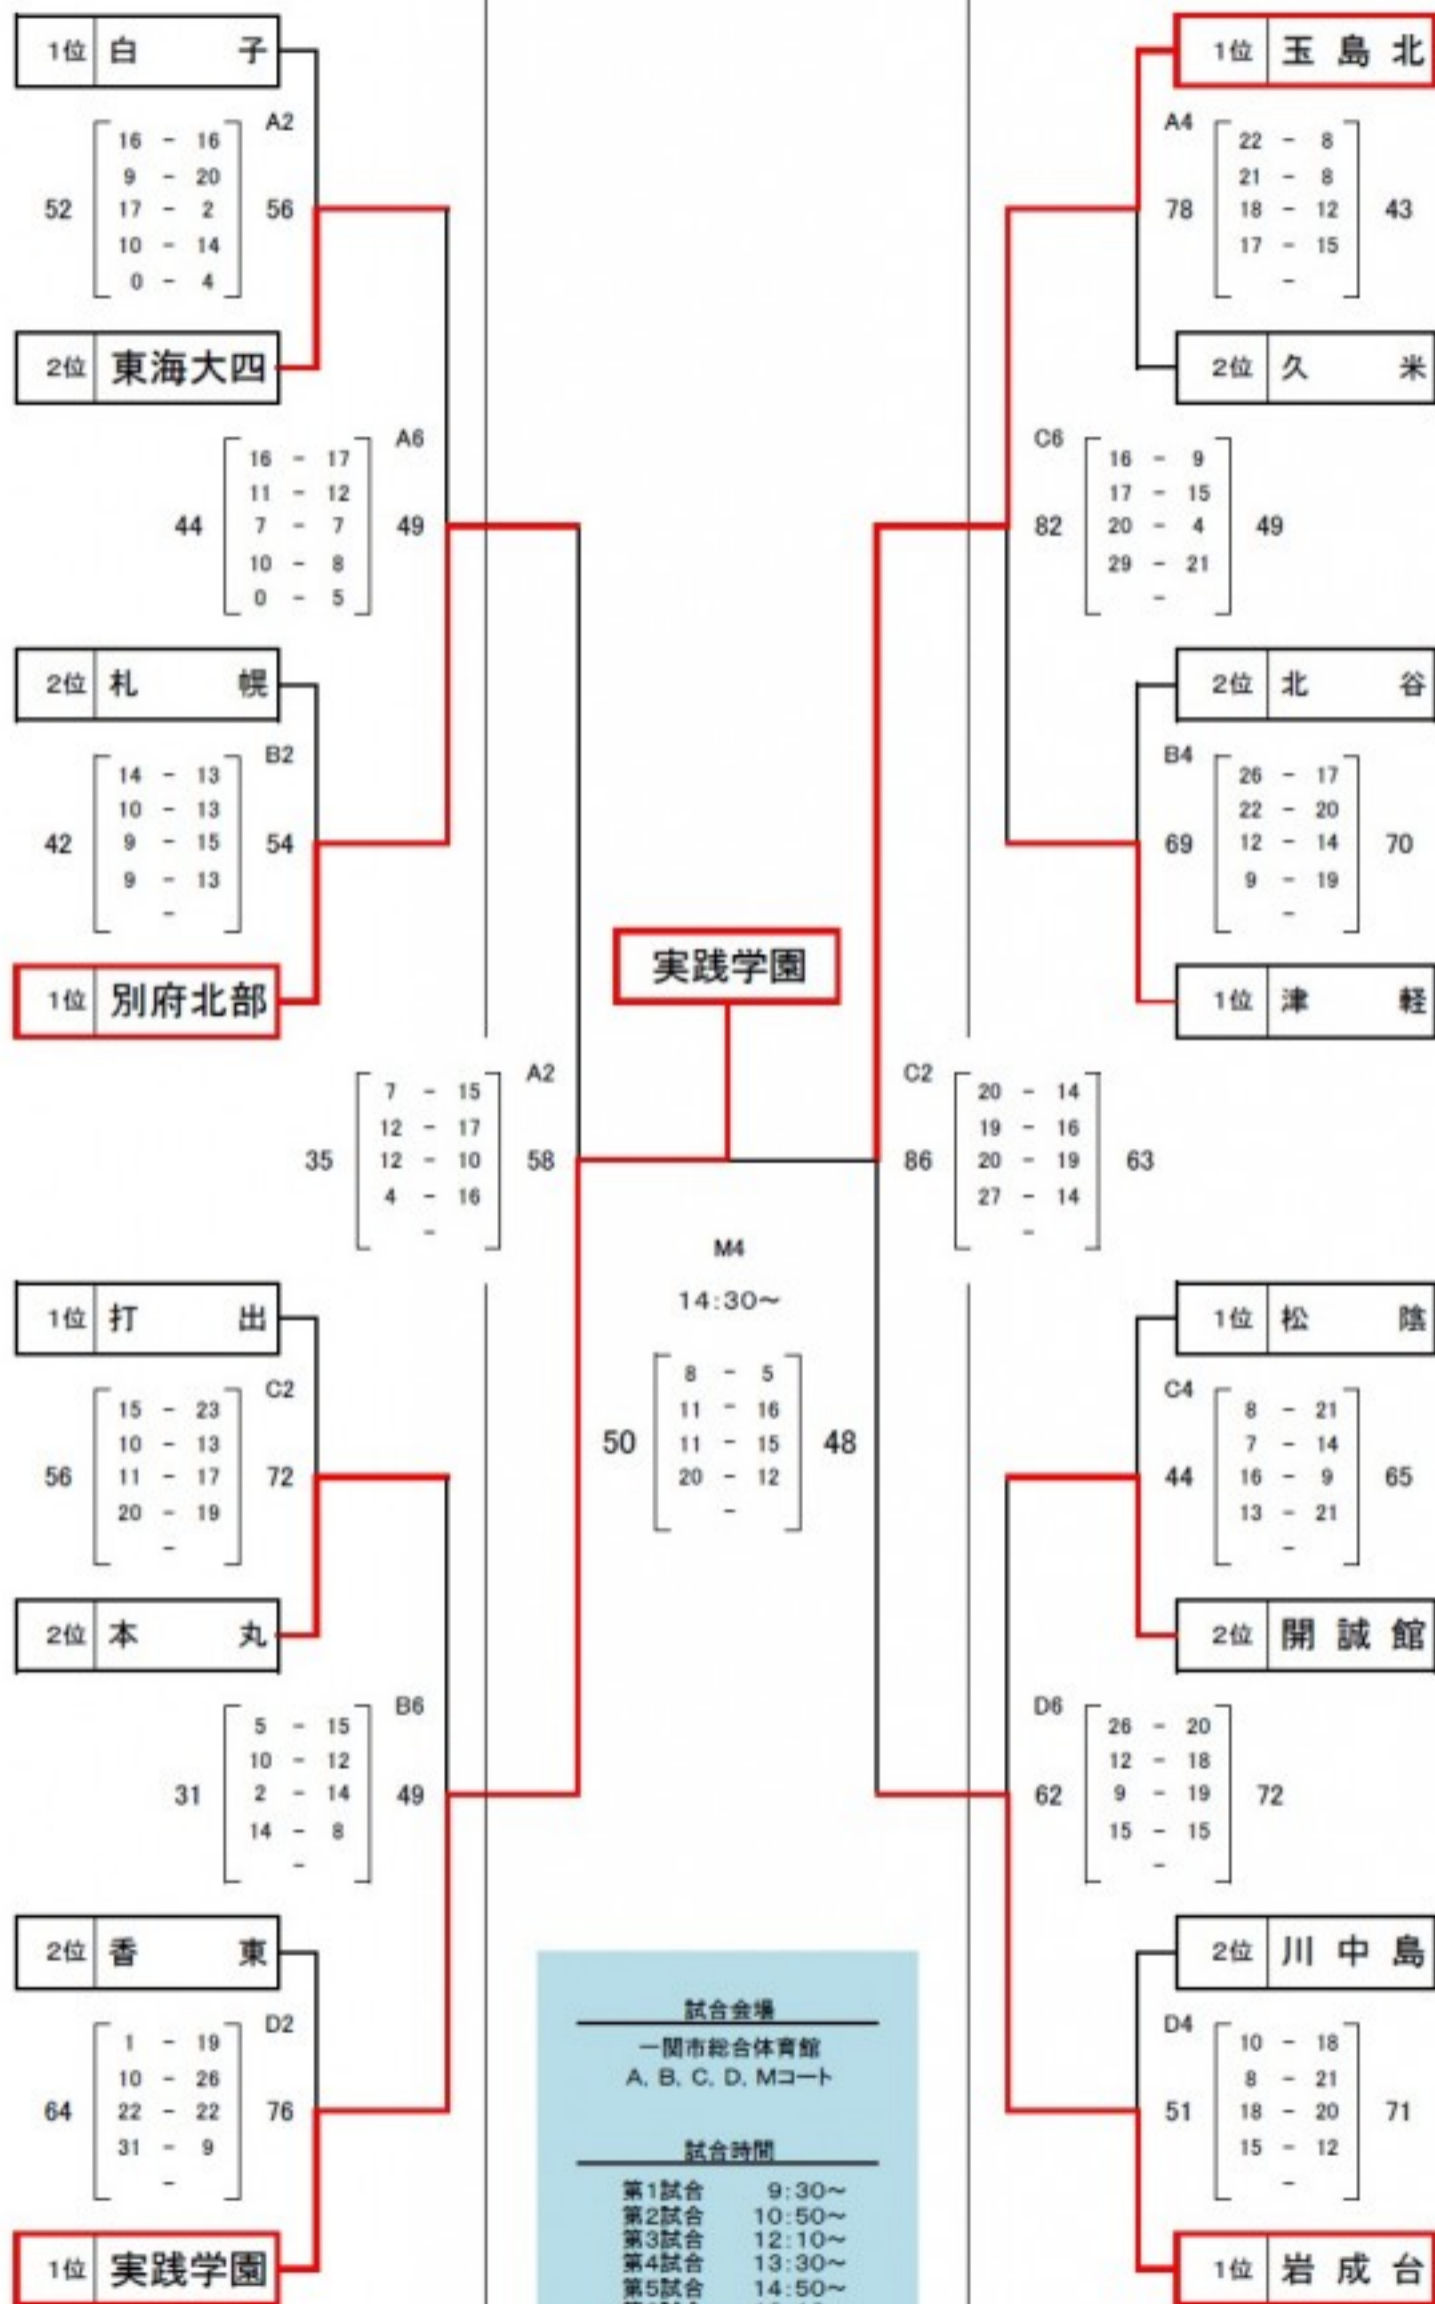 1位 白 子
A2
16 - 16
9 - 20
52 17 - 2 56
10 - 14
0 - 4
2位 東海大四
A6
16 - 17
11 - 12
44 7 - 7 49
10 - 8
0 - 5
2位 札 幌
B2
14 - 13
10 - 13
42 9 - 15 54
9 - 13
-
1位 別府北部
A2
7 - 15
12 - 17
35 12 - 10 58
4 - 16
-
1位 打 出
C2
15 - 23
10 - 13
56 11 - 17 72
20 - 19
-
2位 本 丸
B6
5 - 15
10 - 12
31 2 - 14 49
14 - 8
-
2位 香 東
D2
1 - 19
10 - 26
64 22 - 22 76
31 - 9
-
1位 実践学園
実践学園
M4
14:30~
8 - 5
11 - 16
50 11 - 15 48
20 - 12
-
1位 玉 島 北
A4
22 - 8
21 - 8
78 18 - 12 43
17 - 15
-
2位 久 米
C6
16 - 9
17 - 15
82 20 - 4 49
29 - 21
-
2位 北 谷
B4
26 - 17
22 - 20
69 12 - 14 70
9 - 19
-
1位 津 軽
C2
20 - 14
19 - 16
86 20 - 19 63
27 - 14
-
1位 松 陰
C4
8 - 21
7 - 14
44 16 - 9 65
13 - 21
-
2位 開 誠 館
D6
26 - 20
12 - 18
62 9 - 19 72
15 - 15
-
2位 川 中 島
D4
10 - 18
8 - 21
51 18 - 20 71
15 - 12
-
1位 岩 成 台
試合会場
一関市総合体育館
A, B, C, D, Mコート
試合時間
第1試合 9:30~
第2試合 10:50~
第3試合 12:10~
第4試合 13:30~
第5試合 14:50~